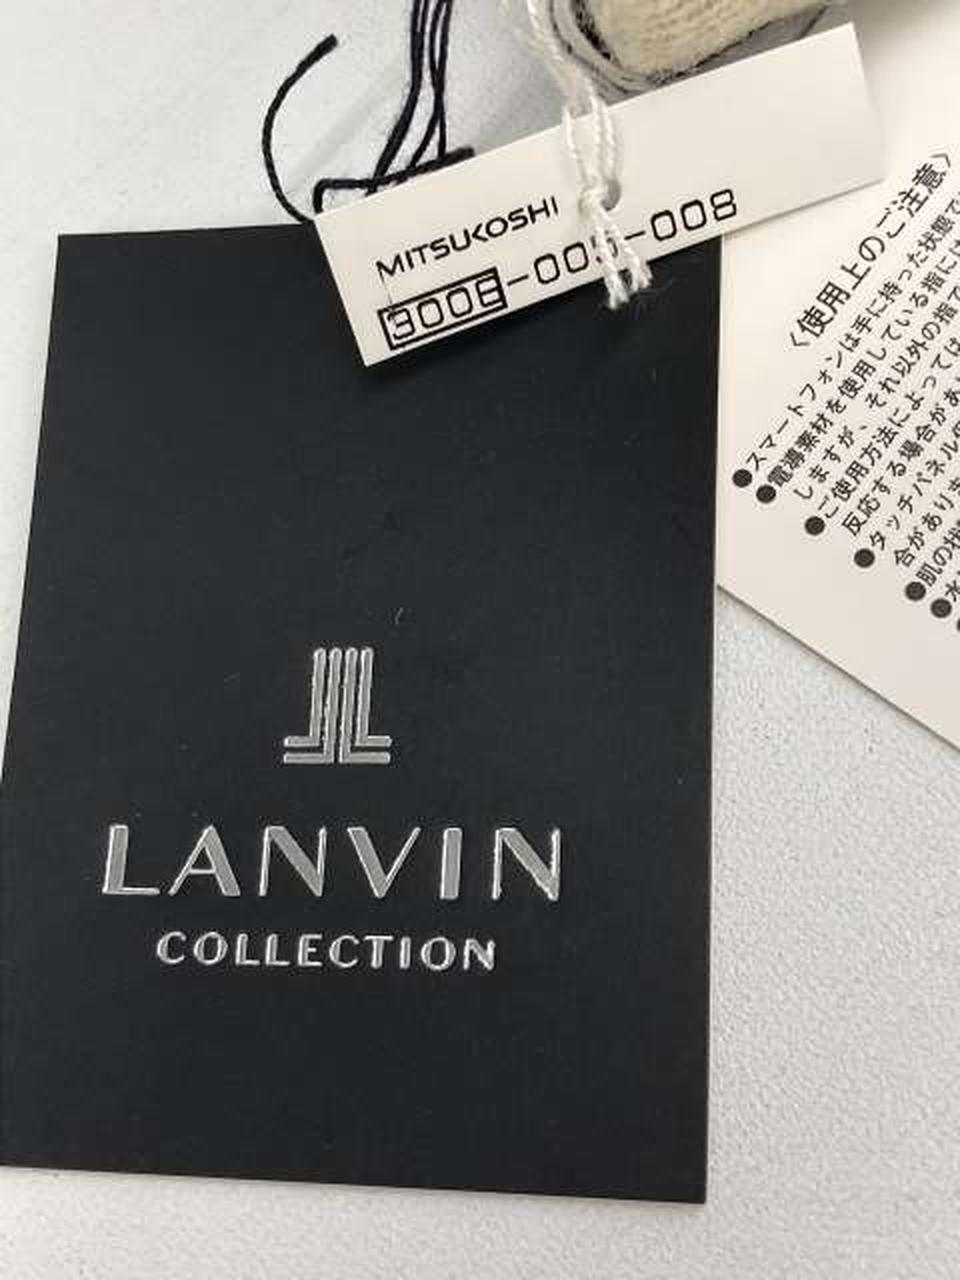 MITSUKOSHI
3008-005-008
LANVIN
COLLECTION
〈使用上のご注意〉
●スマートフォンは手に持った状態で
●電導素材を使用している指には
しますが、それ以外の指で
●ご使用方法によっては
反応する場合があ
●タッチパネルの
合がありま
●肌の状
●水